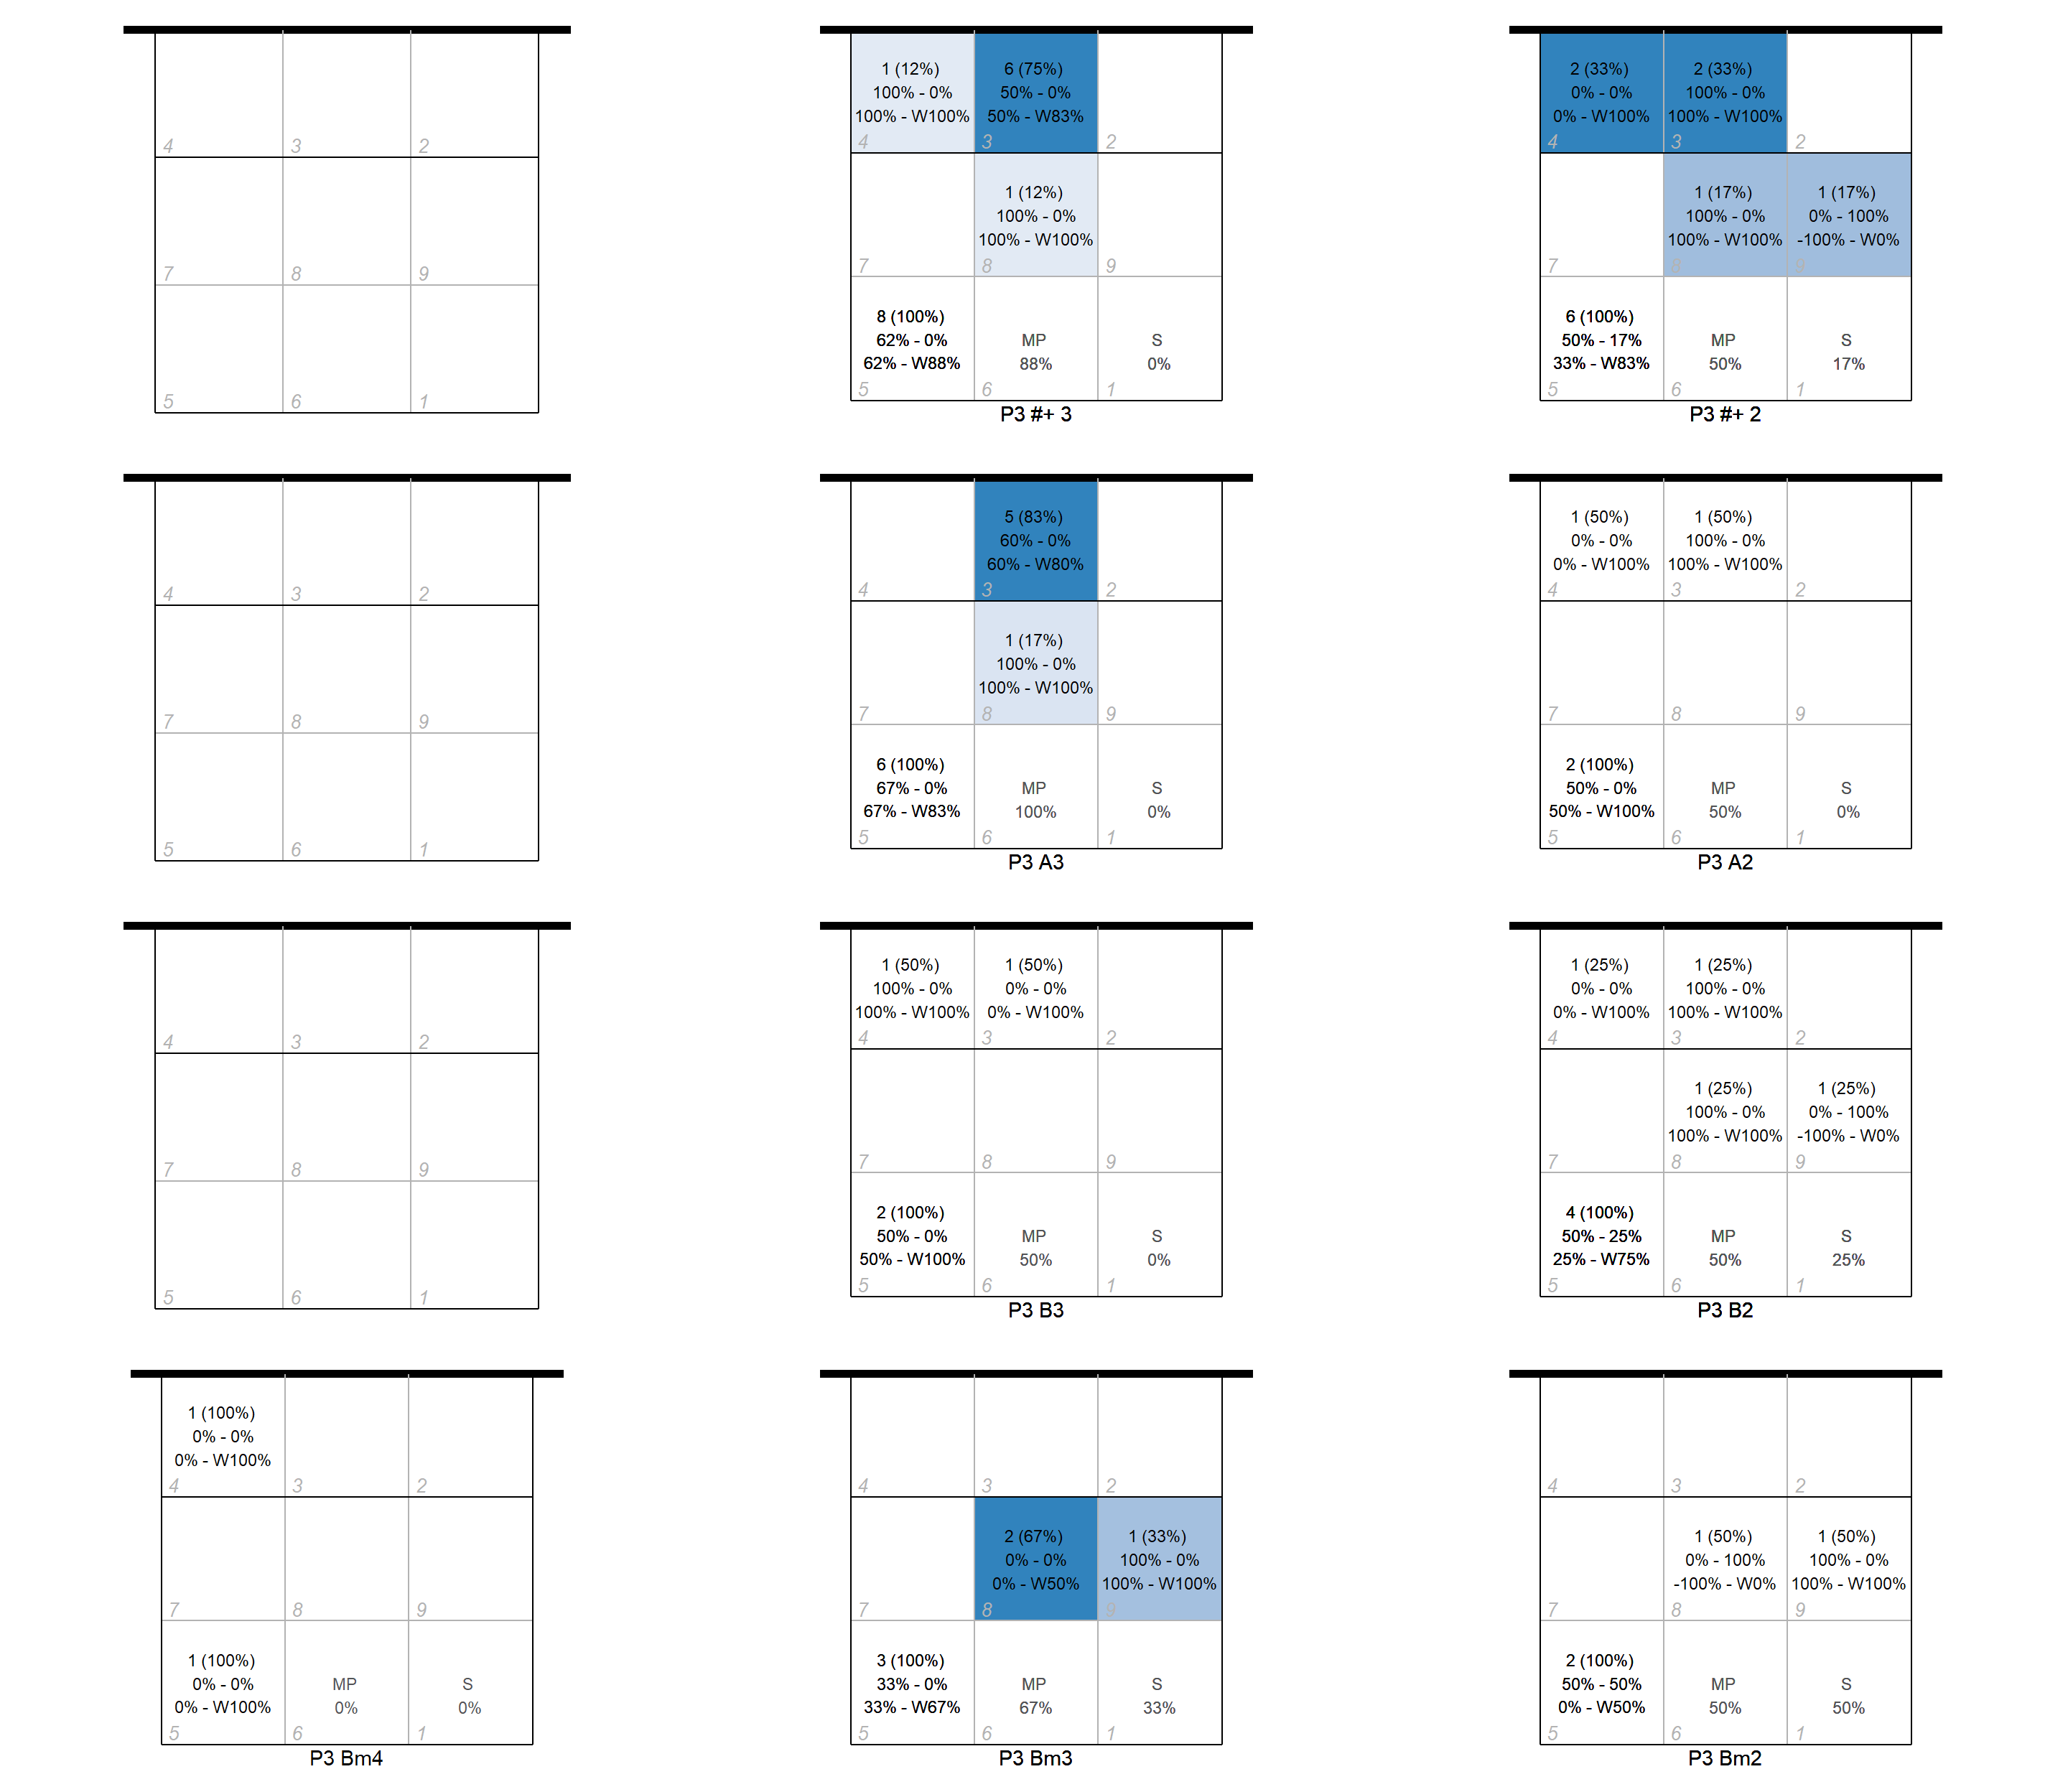 4 3 2
7 8 9
5 6 1
1 (12%) 6 (75%)
100% - 0% 50% - 0%
100% - W100% 50% - W83%
4 3 2
1 (12%)
100% - 0%
100% - W100%
7 8 9
8 (100%)
62% - 0% MP S
62% - W88% 88% 0%
5 6 1
P3 #+ 3
2 (33%) 2 (33%)
0% - 0% 100% - 0%
0% - W100% 100% - W100%
4 3 2
1 (17%) 1 (17%)
100% - 0% 0% - 100%
100% - W100% -100% - W0%
7 8 9
6 (100%)
50% - 17% MP S
33% - W83% 50% 17%
5 6 1
P3 #+ 2
4 3 2
7 8 9
5 6 1
5 (83%)
60% - 0%
60% - W80%
4 3 2
1 (17%)
100% - 0%
100% - W100%
7 8 9
6 (100%)
67% - 0% MP S
67% - W83% 100% 0%
5 6 1
P3 A3
1 (50%) 1 (50%)
0% - 0% 100% - 0%
0% - W100% 100% - W100%
4 3 2
7 8 9
2 (100%)
50% - 0% MP S
50% - W100% 50% 0%
5 6 1
P3 A2
4 3 2
7 8 9
5 6 1
1 (50%) 1 (50%)
100% - 0% 0% - 0%
100% - W100% 0% - W100%
4 3 2
7 8 9
2 (100%)
50% - 0% MP S
50% - W100% 50% 0%
5 6 1
P3 B3
1 (25%) 1 (25%)
0% - 0% 100% - 0%
0% - W100% 100% - W100%
4 3 2
1 (25%) 1 (25%)
100% - 0% 0% - 100%
100% - W100% -100% - W0%
7 8 9
4 (100%)
50% - 25% MP S
25% - W75% 50% 25%
5 6 1
P3 B2
1 (100%)
0% - 0%
0% - W100%
4 3 2
7 8 9
1 (100%)
0% - 0% MP S
0% - W100% 0% 0%
5 6 1
P3 Bm4
4 3 2
2 (67%) 1 (33%)
0% - 0% 100% - 0%
0% - W50% 100% - W100%
7 8 9
3 (100%)
33% - 0% MP S
33% - W67% 67% 33%
5 6 1
P3 Bm3
4 3 2
1 (50%) 1 (50%)
0% - 100% 100% - 0%
-100% - W0% 100% - W100%
7 8 9
2 (100%)
50% - 50% MP S
0% - W50% 50% 50%
5 6 1
P3 Bm2